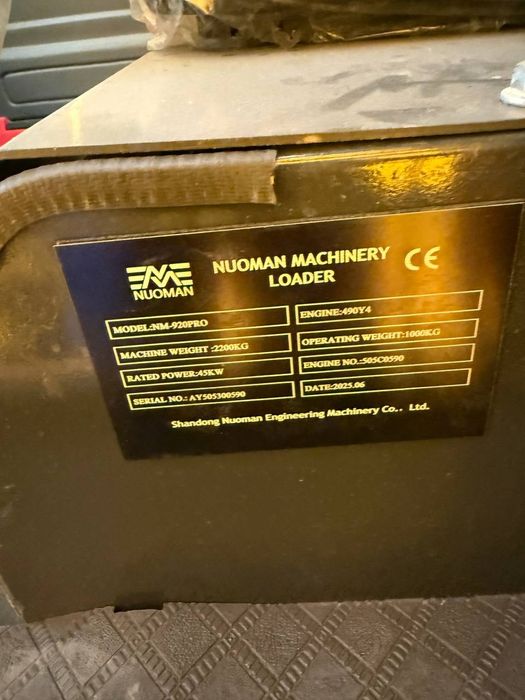 NUOMAN
NUOMAN MACHINERY
LOADER
CE
MODEL:NM-920PRO
ENGINE:490Y4
MACHINE WEIGHT :2200KG
OPERATING WEIGHT:1000KG
RATED POWER:45KW
ENGINE NO.:505C0590
SERIAL NO.: AY505300590
DATE:2025.06
Shandong Nuoman Engineering Machinery Co.. Ltd.